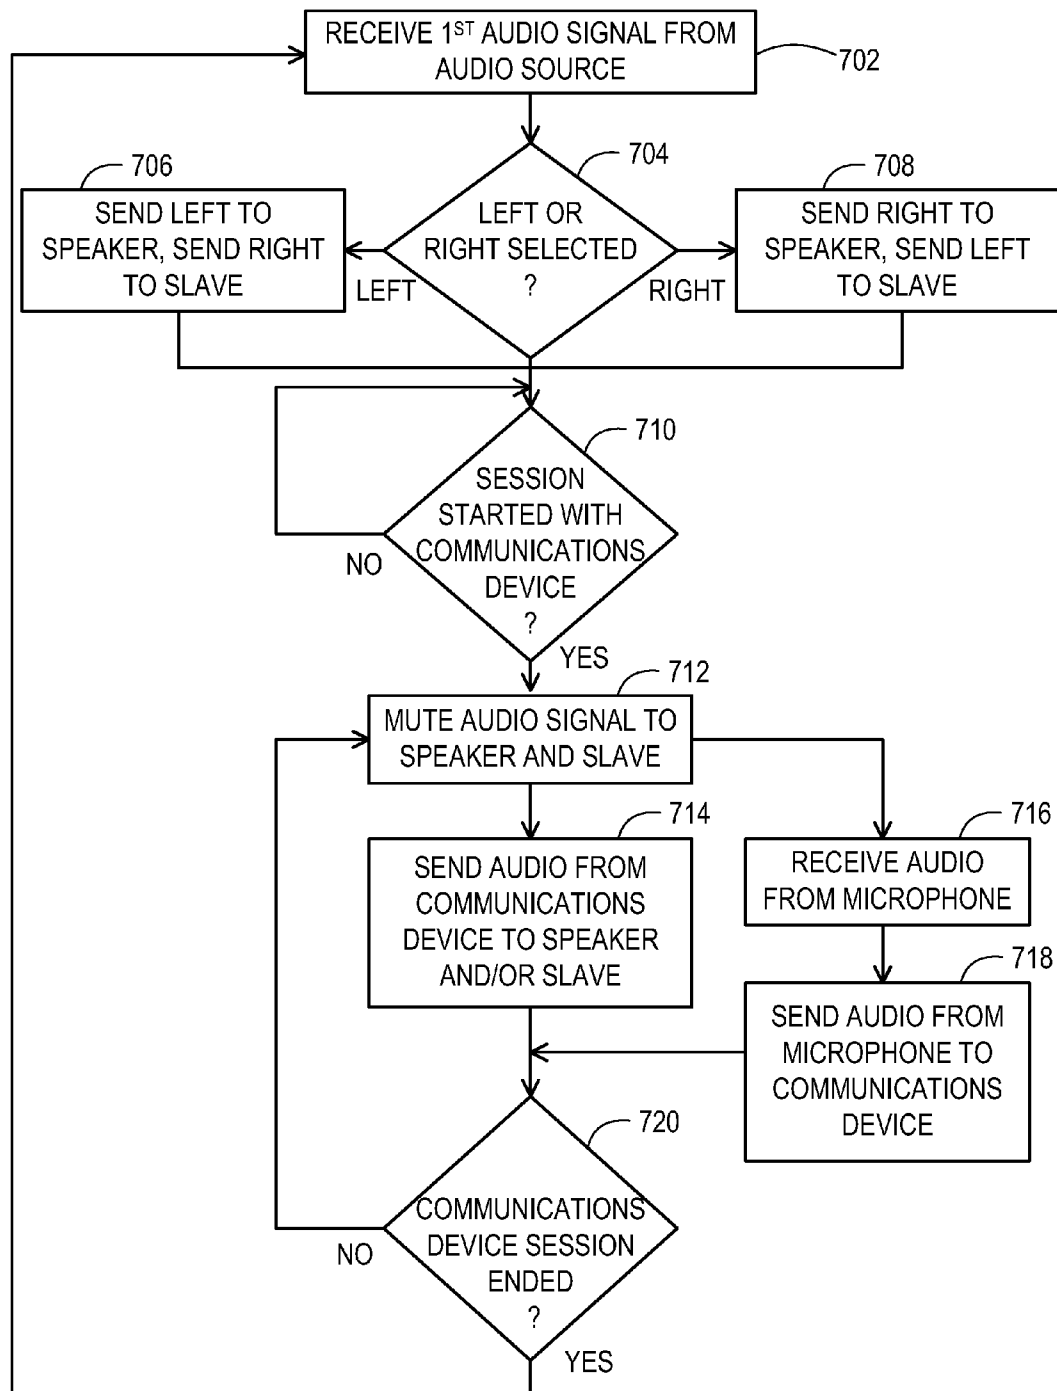 RECEIVE 1ST AUDIO SIGNAL FROM
AUDIO SOURCE
702
704
706
708
SEND LEFT TO
SPEAKER, SEND RIGHT
TO SLAVE
LEFT OR
RIGHT SELECTED
?
SEND RIGHT TO
SPEAKER, SEND LEFT
TO SLAVE
LEFT
RIGHT
710
SESSION
STARTED WITH
COMMUNICATIONS
DEVICE
?
NO
YES
712
MUTE AUDIO SIGNAL TO
SPEAKER AND SLAVE
714
SEND AUDIO FROM
COMMUNICATIONS
DEVICE TO SPEAKER
AND/OR SLAVE
716
RECEIVE AUDIO
FROM MICROPHONE
718
SEND AUDIO FROM
MICROPHONE TO
COMMUNICATIONS
DEVICE
720
COMMUNICATIONS
DEVICE SESSION
ENDED
?
NO
YES